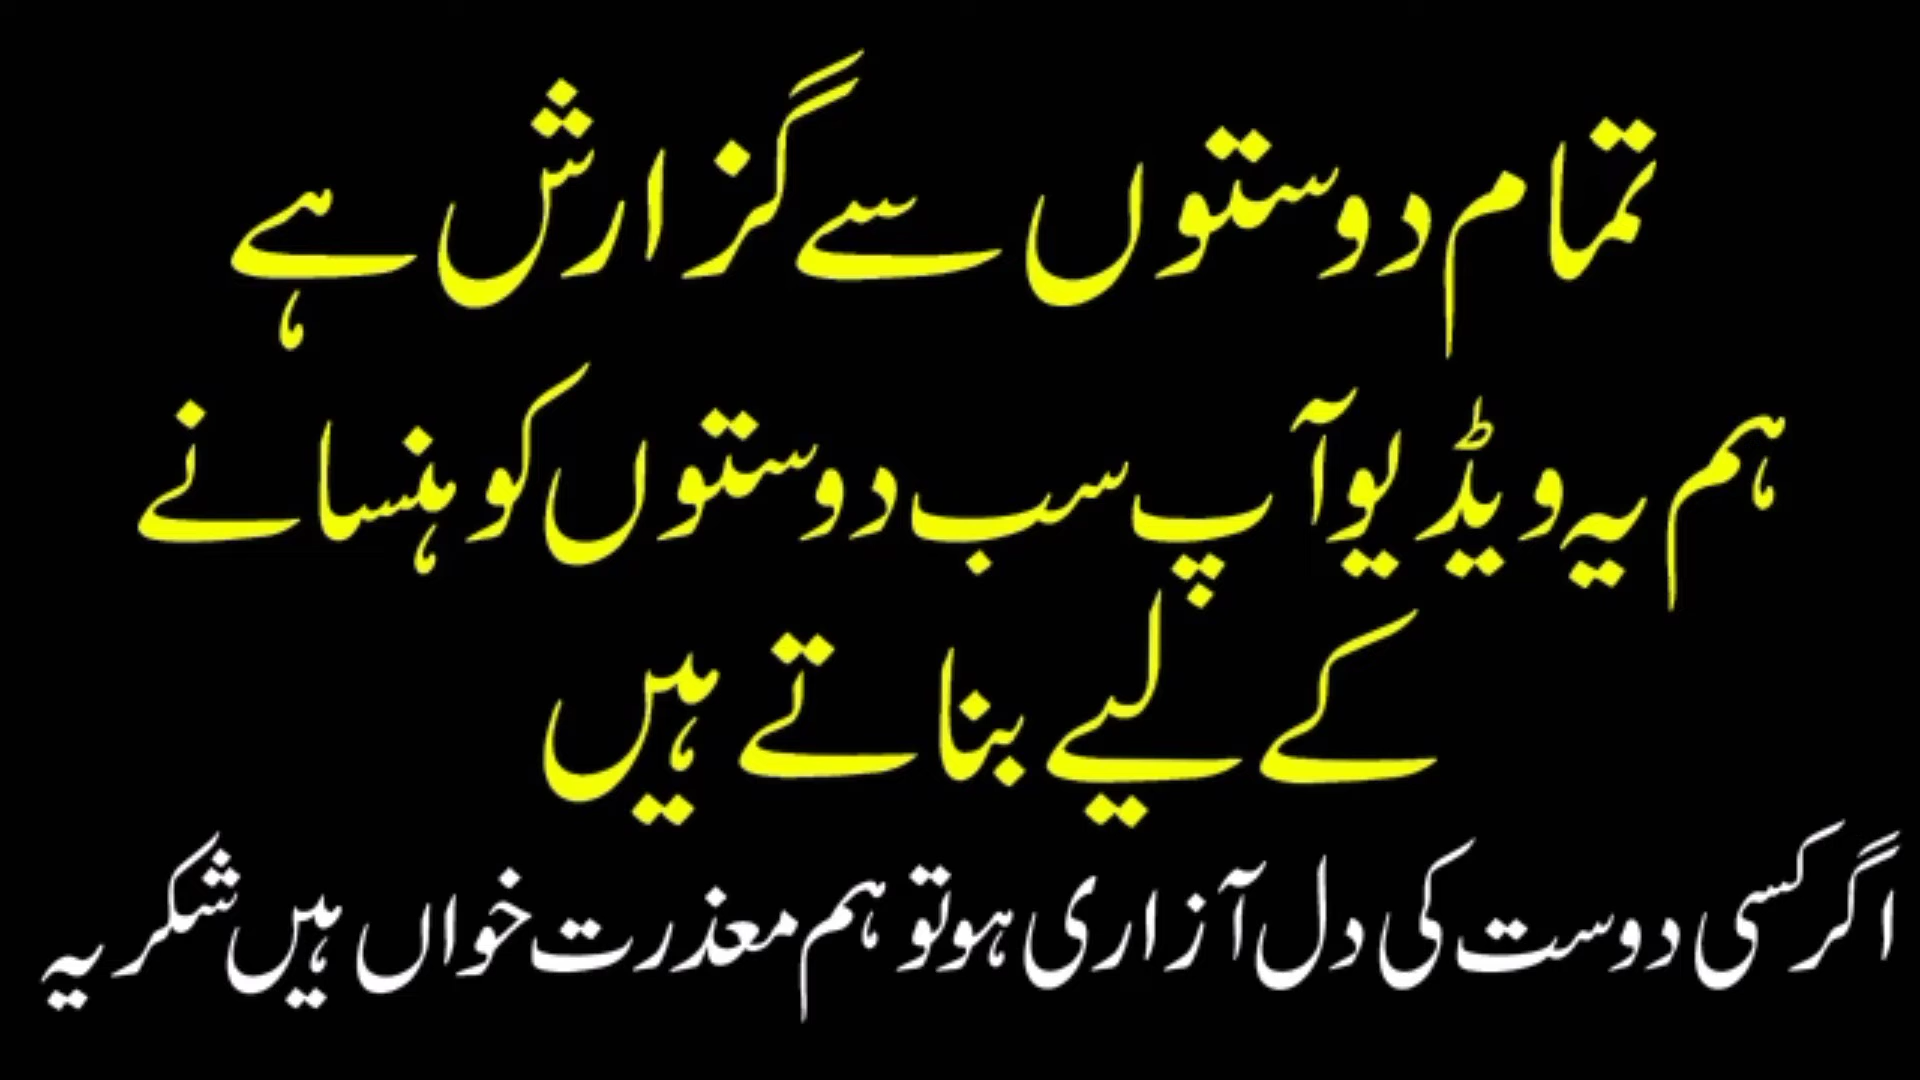 تمام دوستوں سے گزارش ہے
ہم یہ ویڈیو آپ سب دوستوں کو ہنسانے
کے لیے بناتے ہیں
اگر کسی دوست کی دل آزاری ہو تو ہم معذرت خواں ہیں شکریہ